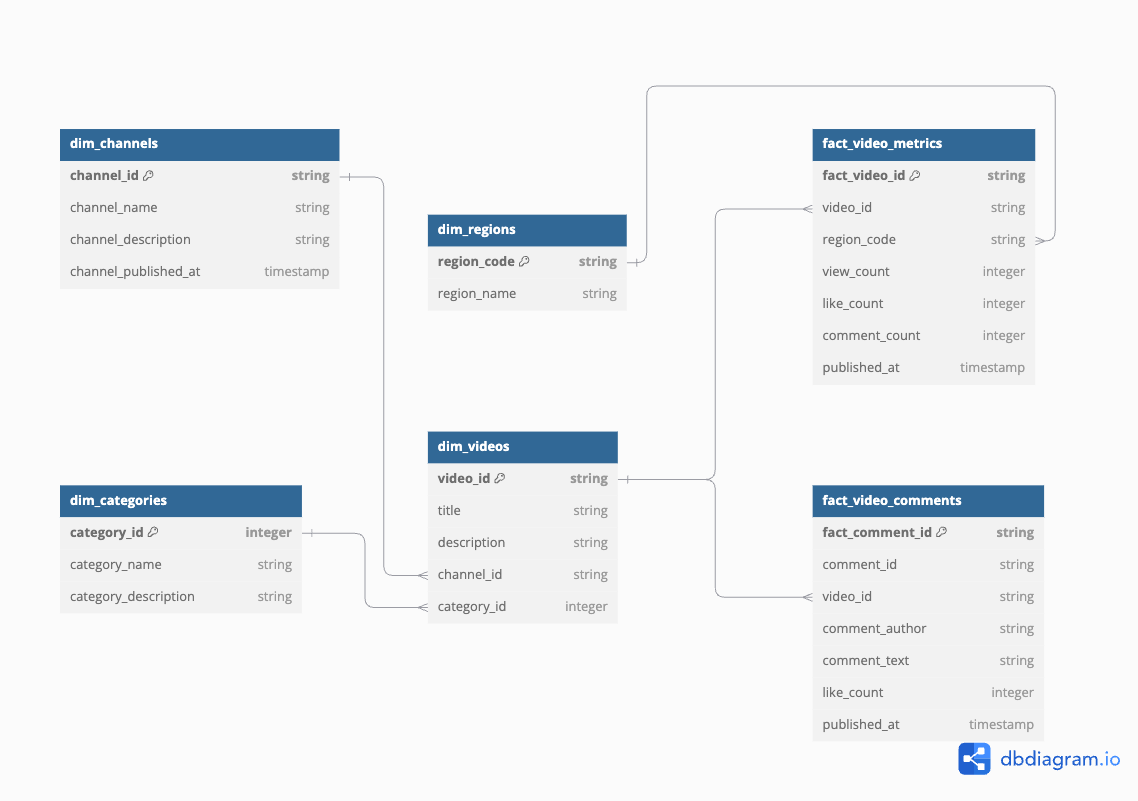 dim_channels
channel_id string
channel_name string
channel_description string
channel_published_at timestamp
dim_regions
region_code string
region_name string
fact_video_metrics
fact_video_id string
video_id string
region_code string
view_count integer
like_count integer
comment_count integer
published_at timestamp
dim_categories
category_id integer
category_name string
category_description string
dim_videos
video_id string
title string
description string
channel_id string
category_id integer
fact_video_comments
fact_comment_id string
comment_id string
video_id string
comment_author string
comment_text string
like_count integer
published_at timestamp
dbdiagram.io